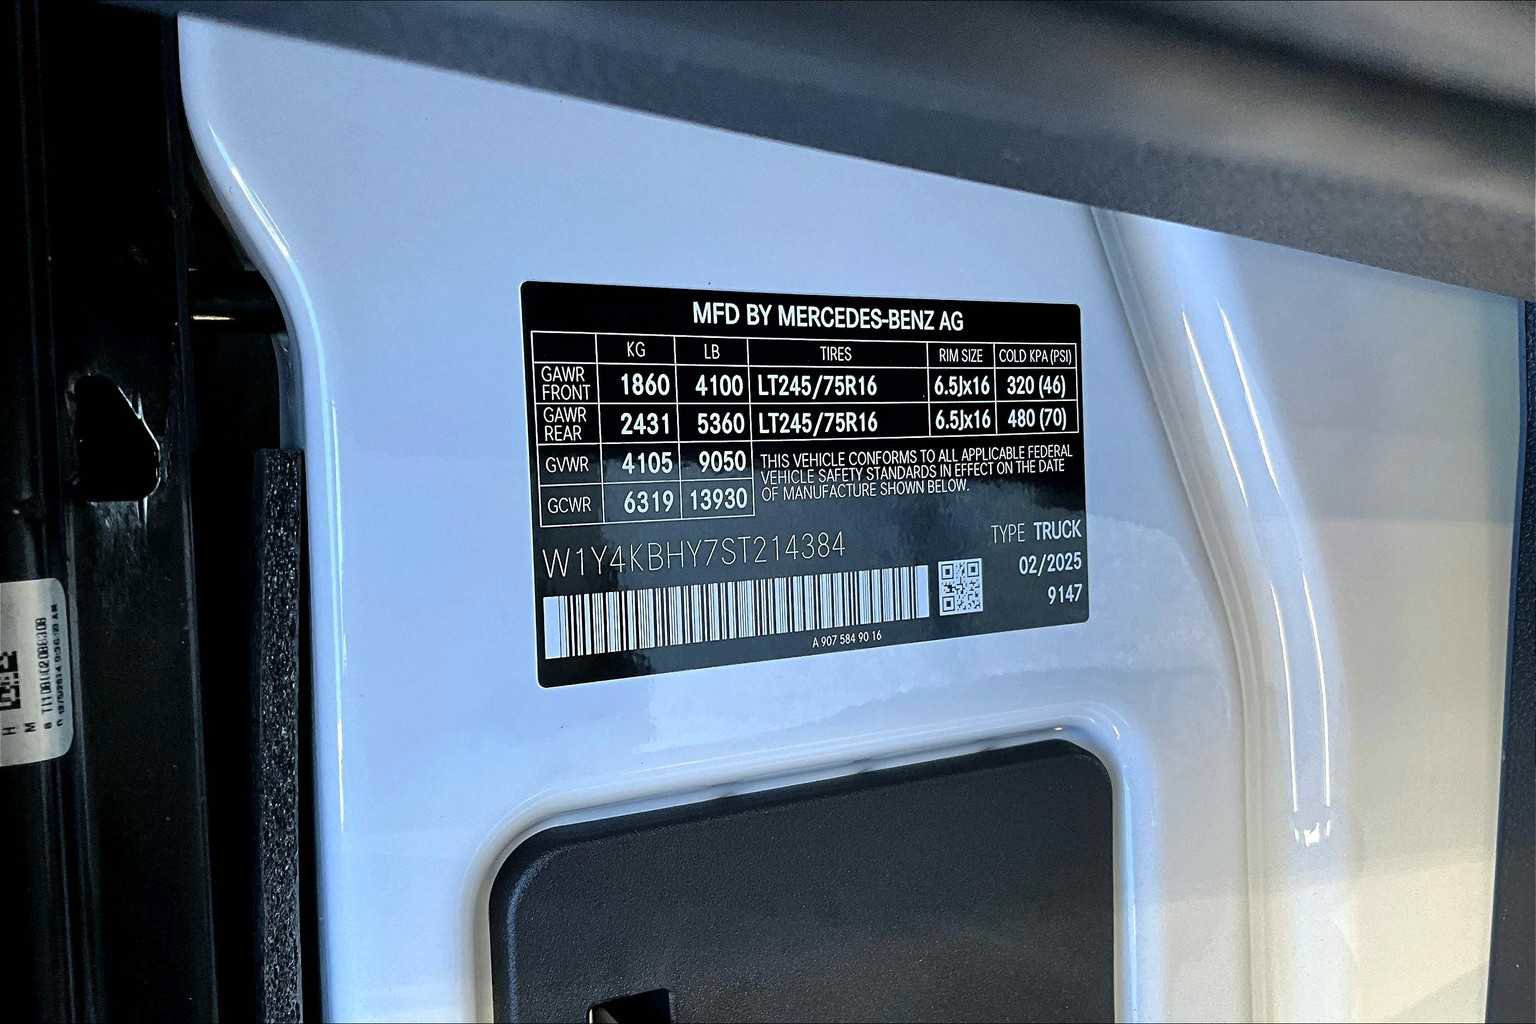 MFD BY MERCEDES-BENZ AG
KG LB TIRES RIM SIZE COLD KPA (PSI)
GAWR FRONT 1860 4100 LT245/75R16 6.5Jx16 320 (46)
GAWR REAR 2431 5360 LT245/75R16 6.5Jx16 480 (70)
GVWR 4105 9050
GCWR 6319 13930
THIS VEHICLE CONFORMS TO ALL APPLICABLE FEDERAL
VEHICLE SAFETY STANDARDS IN EFFECT ON THE DATE
OF MANUFACTURE SHOWN BELOW.
W1Y4KBHY7ST214384
TYPE TRUCK
02/2025
9147
A 907 584 90 16
H
M